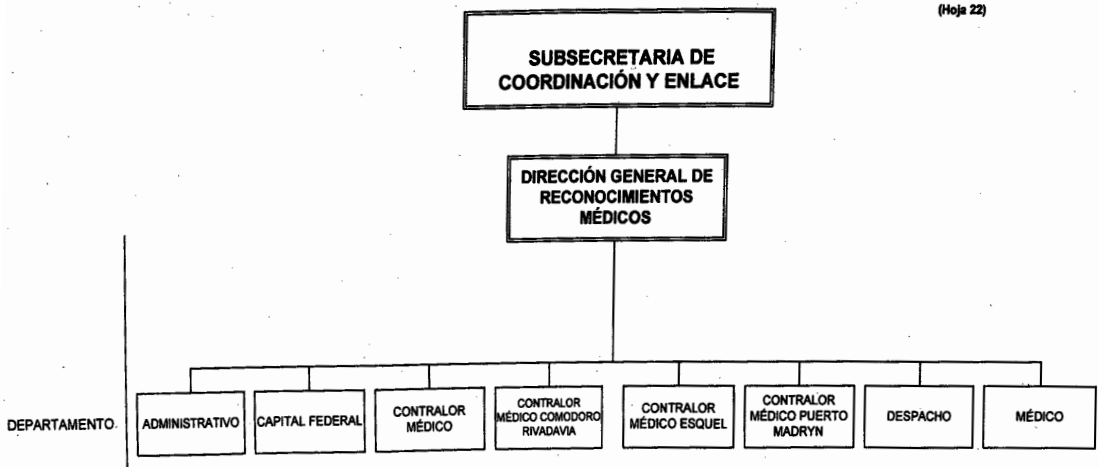 (Hoja 22)
SUBSECRETARIA DE
COORDINACIÓN Y ENLACE
DIRECCIÓN GENERAL DE
RECONOCIMIENTOS
MÉDICOS
DEPARTAMENTO
ADMINISTRATIVO
CAPITAL FEDERAL
CONTRALOR
MÉDICO
CONTRALOR
MÉDICO COMODORO
RIVADAVIA
CONTRALOR
MÉDICO ESQUEL
CONTRALOR
MÉDICO PUERTO
MADRYN
DESPACHO
MÉDICO